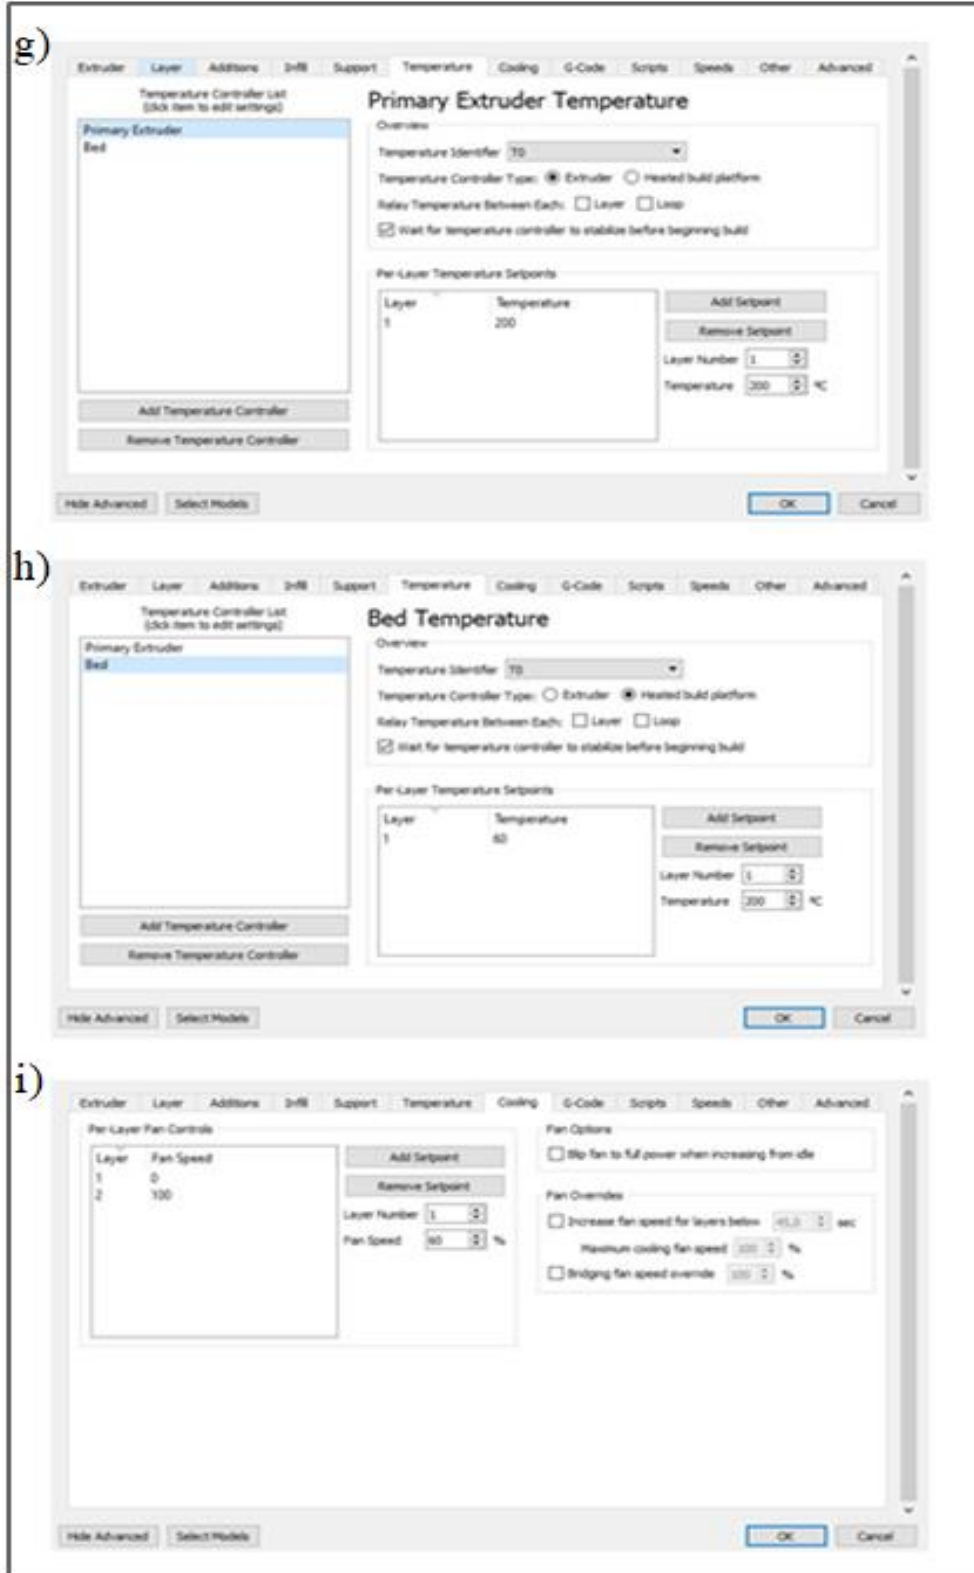 g)
Extruder Layer Additions Infill Support Temperature Cooling G-Code Scripts Speeds Other Advanced
Temperature Controller List
(click item to edit settings)
Primary Extruder
Bed
Add Temperature Controller
Remove Temperature Controller
Primary Extruder Temperature
Overview
Temperature Identifier T0
Temperature Controller Type: Extruder Heated build platform
Relay Temperature Between Each: Layer Loop
Wait for temperature controller to stabilize before beginning build
Per-Layer Temperature Setpoints
Layer Temperature
1 200
Add Setpoint
Remove Setpoint
Layer Number 1
Temperature 200 °C
Hide Advanced Select Models OK Cancel
h)
Extruder Layer Additions Infill Support Temperature Cooling G-Code Scripts Speeds Other Advanced
Temperature Controller List
(click item to edit settings)
Primary Extruder
Bed
Add Temperature Controller
Remove Temperature Controller
Bed Temperature
Overview
Temperature Identifier T0
Temperature Controller Type: Extruder Heated build platform
Relay Temperature Between Each: Layer Loop
Wait for temperature controller to stabilize before beginning build
Per-Layer Temperature Setpoints
Layer Temperature
1 60
Add Setpoint
Remove Setpoint
Layer Number 1
Temperature 200 °C
Hide Advanced Select Models OK Cancel
i)
Extruder Layer Additions Infill Support Temperature Cooling G-Code Scripts Speeds Other Advanced
Per-Layer Fan Controls
Layer Fan Speed
1 0
2 100
Add Setpoint
Remove Setpoint
Layer Number 1
Fan Speed 60 %
Fan Options
Blip fan to full power when increasing from idle
Fan Overrides
Increase fan speed for layers below 45,0 sec
Maximum cooling fan speed 100 %
Bridging fan speed override 100 %
Hide Advanced Select Models OK Cancel